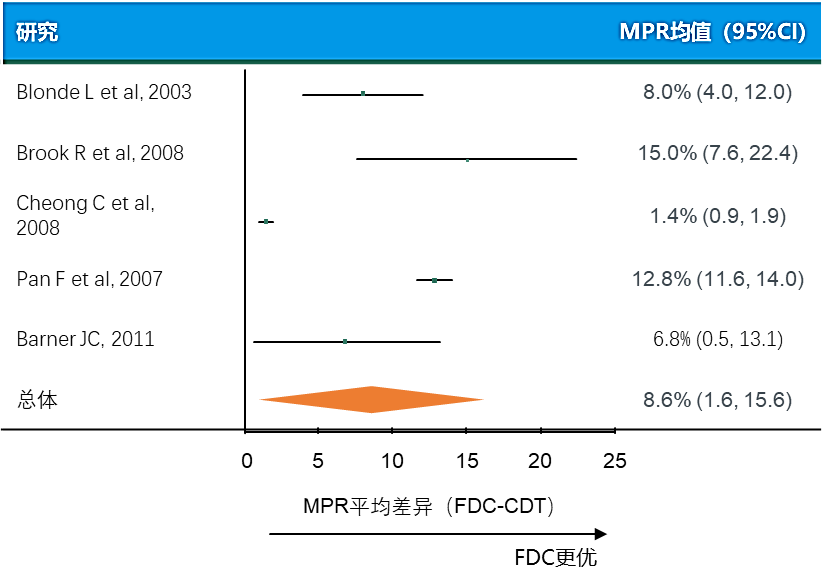 研究 MPR均值（95%CI）
Blonde L et al, 2003 8.0% (4.0, 12.0)
Brook R et al, 2008 15.0% (7.6, 22.4)
Cheong C et al,
2008 1.4% (0.9, 1.9)
Pan F et al, 2007 12.8% (11.6, 14.0)
Barner JC, 2011 6.8% (0.5, 13.1)
总体 8.6% (1.6, 15.6)
0 5 10 15 20 25
MPR平均差异（FDC-CDT）
FDC更优